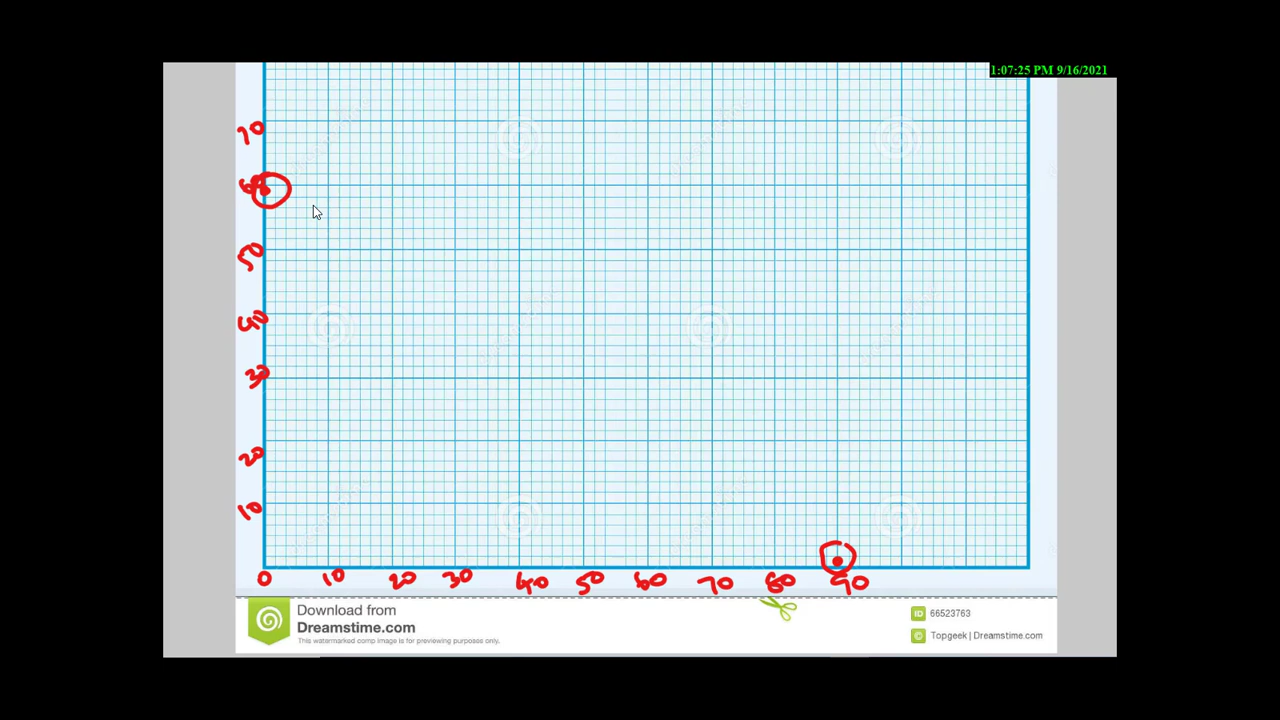 1:07:25 PM 9/16/2021
70
60
50
40
30
20
10
0 10 20 30 40 50 60 70 80 90
Download from
Dreamstime.com
This watermarked comp image is for previewing purposes only.
ID 66523763
© Topgeek | Dreamstime.com